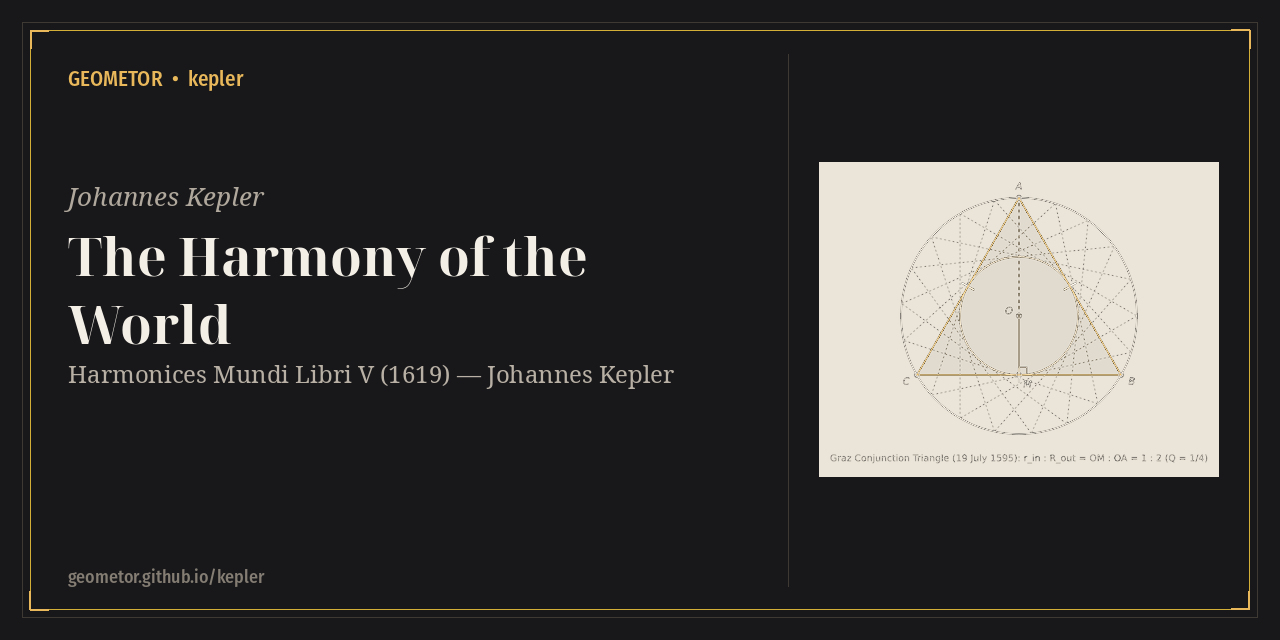 GEOMETOR • kepler
Johannes Kepler
The Harmony of the
World
Harmonices Mundi Libri V (1619) — Johannes Kepler
geometor.github.io/kepler
A
O
C
M
B
Graz Conjunction Triangle (19 July 1595): r_in : R_out = OM : OA = 1 : 2 (Q = 1/4)